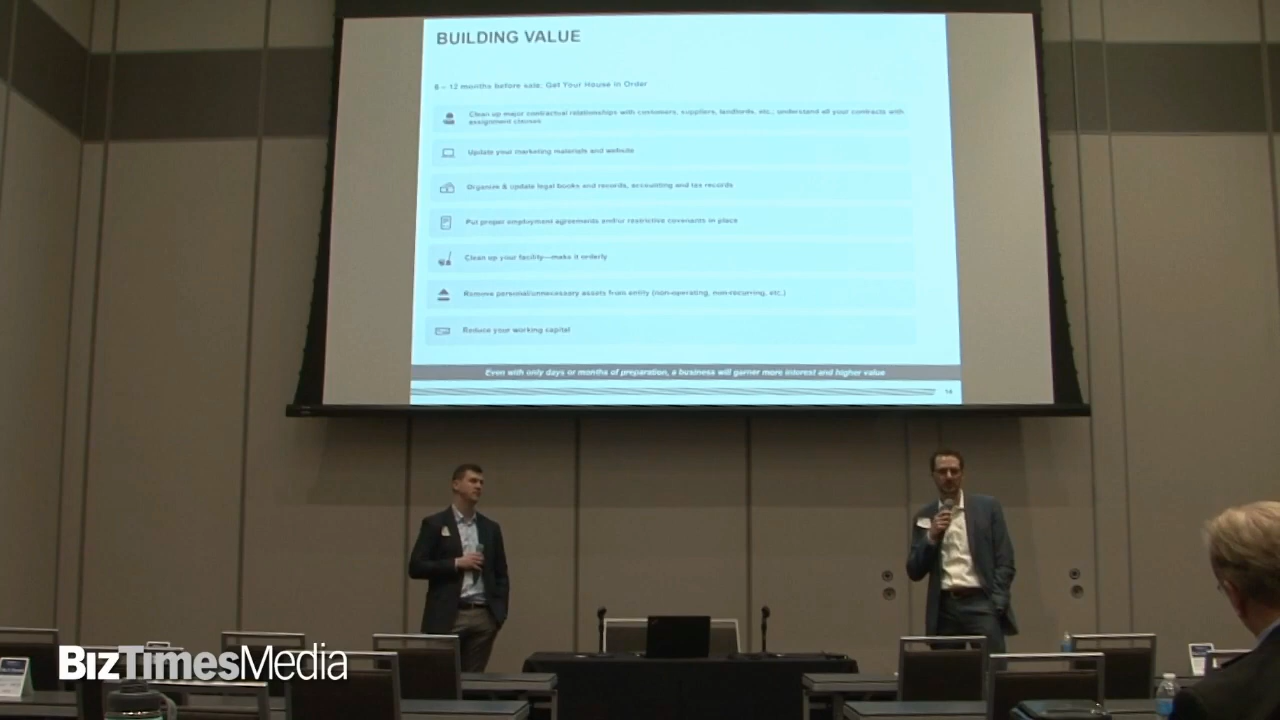 BUILDING VALUE
6 – 12 months before sale: Get Your House in Order
Clean up major contractual relationships with customers, suppliers, landlords, etc., understand all your contracts with
assignment clauses
Update your marketing materials and website
Organize & update legal books and records, accounting and tax records
Put proper employment agreements and/or restrictive covenants in place
Clean up your facility—make it orderly
Remove personal/unnecessary assets from entity (non-operating, non-recurring, etc.)
Reduce your working capital
Even with only days or months of preparation, a business will garner more interest and higher value
BizTimesMedia